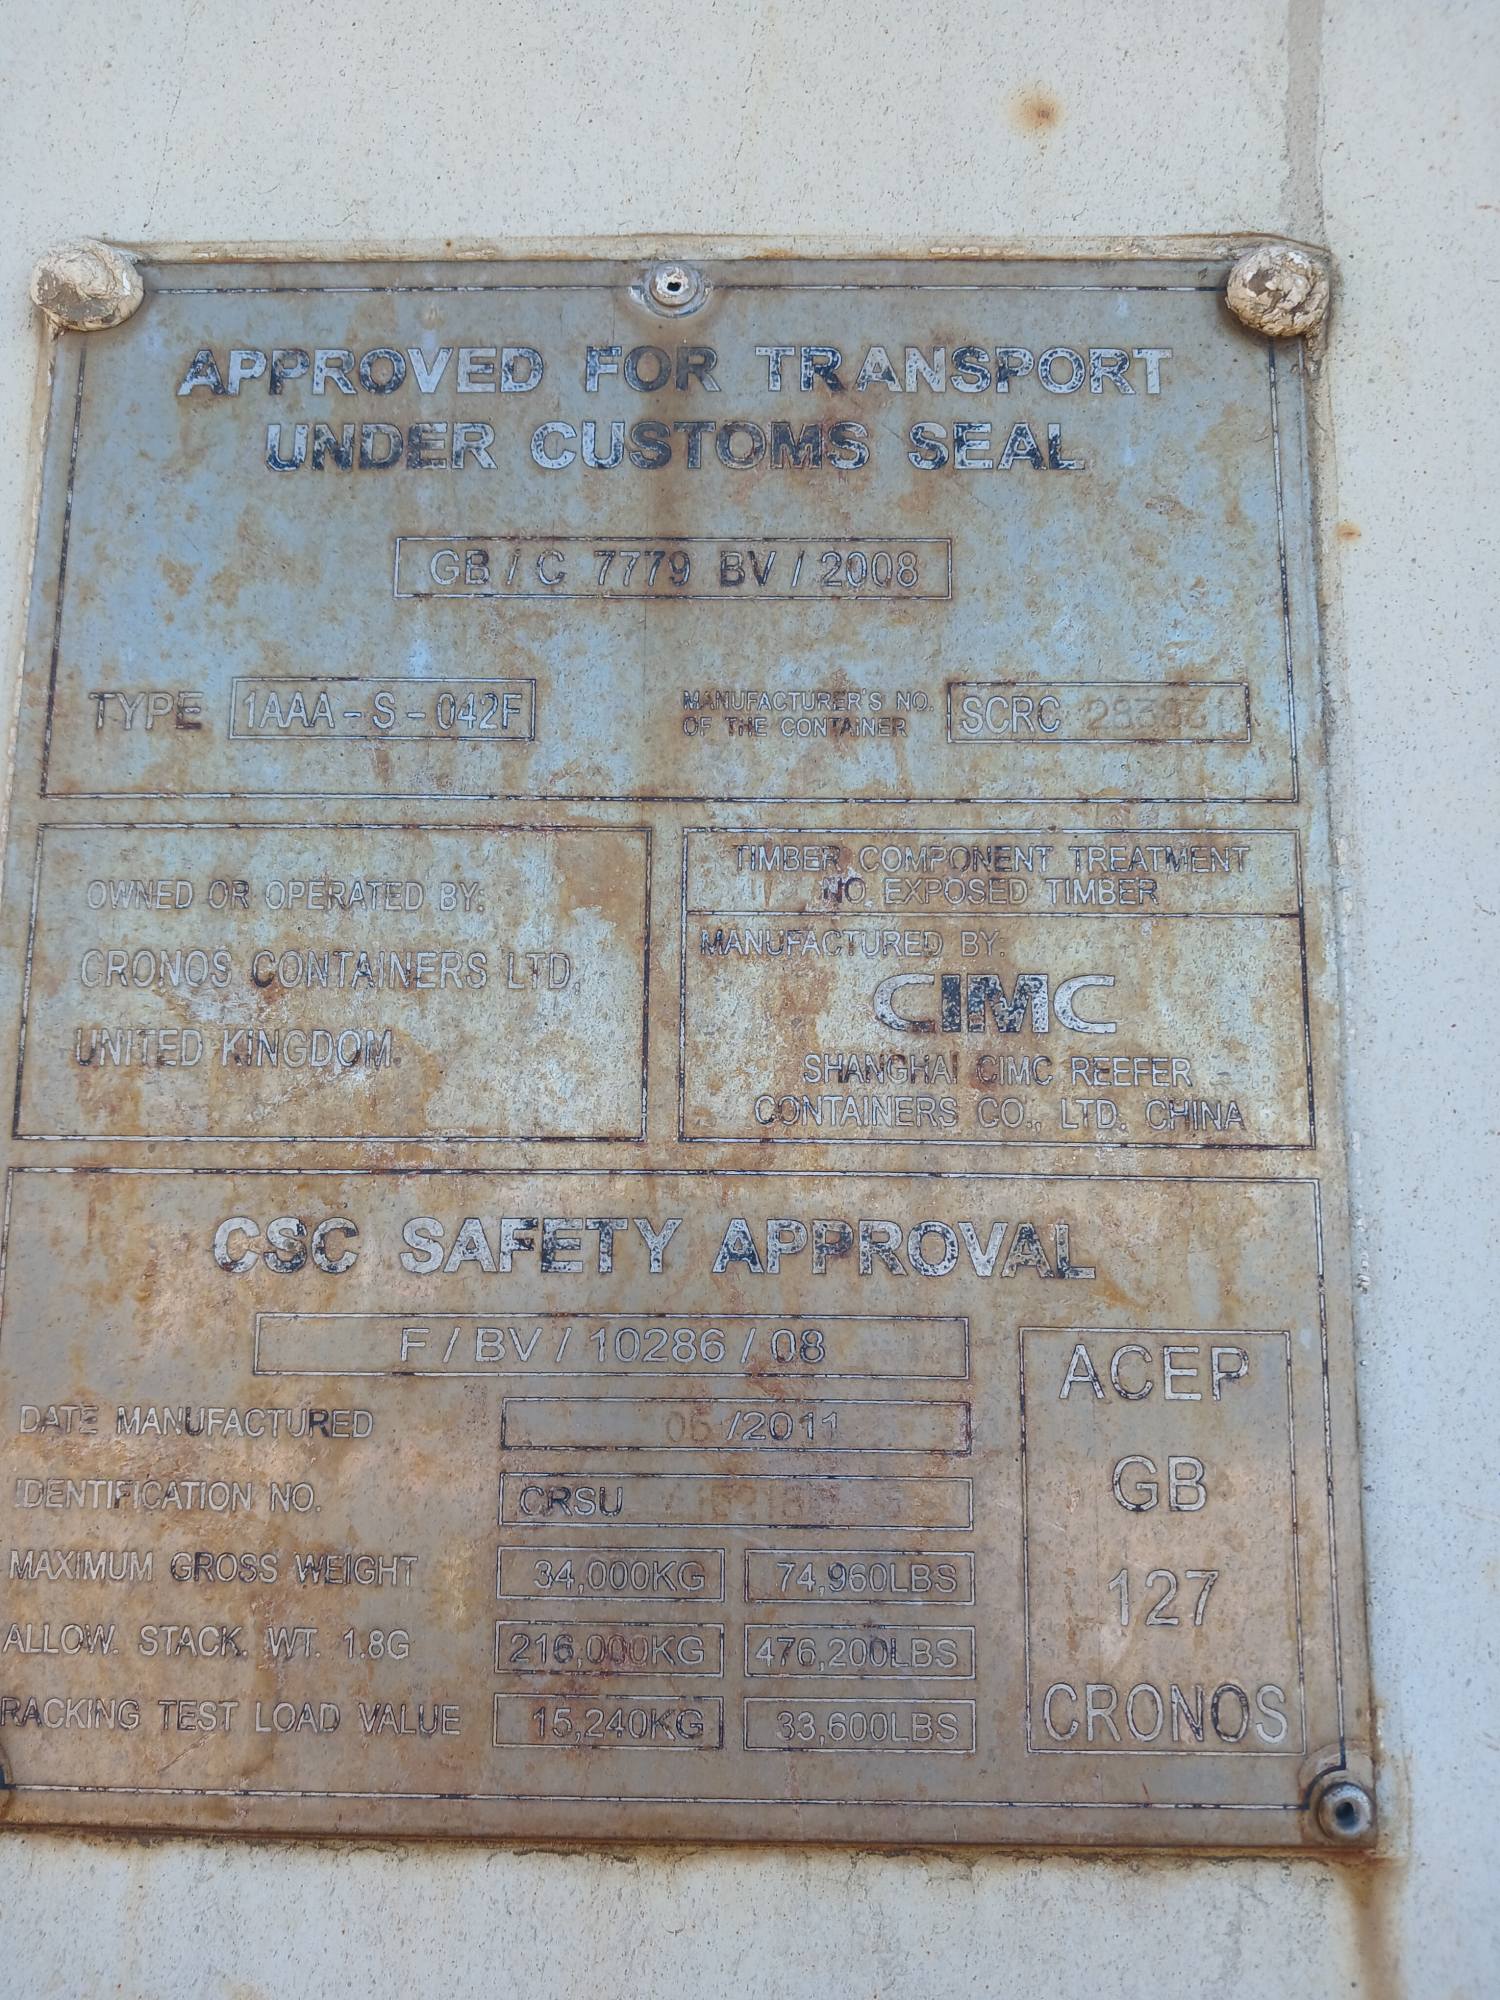 APPROVED FOR TRANSPORT
UNDER CUSTOMS SEAL
GB / C 7779 BV / 2008
TYPE 1AAA - S - 042F
MANUFACTURER'S NO.
OF THE CONTAINER
SCRC
OWNED OR OPERATED BY:
CRONOS CONTAINERS LTD.
UNITED KINGDOM
TIMBER COMPONENT TREATMENT
NO EXPOSED TIMBER
MANUFACTURED BY:
CIMC
SHANGHAI CIMC REEFER
CONTAINERS CO., LTD. CHINA
CSC SAFETY APPROVAL
F / BV / 10286 / 08
DATE MANUFACTURED /2011
IDENTIFICATION NO. CRSU
MAXIMUM GROSS WEIGHT 34,000KG 74,960LBS
ALLOW. STACK. WT. 1.8G 216,000KG 476,200LBS
RACKING TEST LOAD VALUE 15,240KG 33,600LBS
ACEP
GB
127
CRONOS